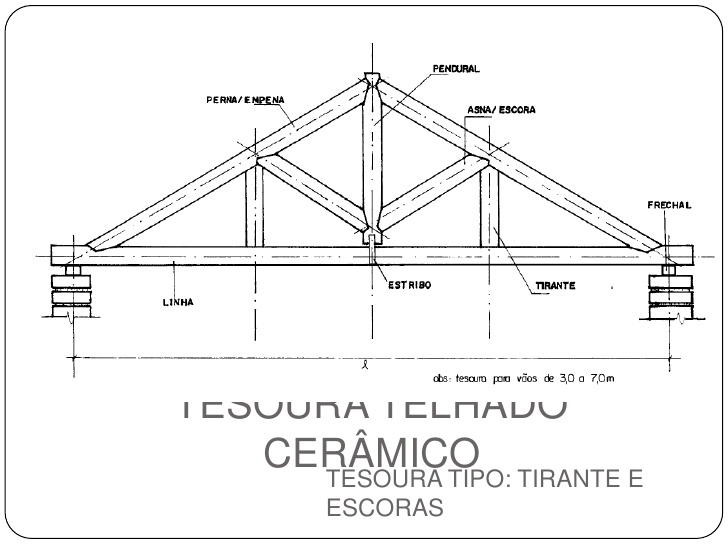 PENDURAL
PERNA/EMPENA
ASNA/ESCORA
FRECHAL
ESTRIBO
TIRANTE
LINHA
ℓ
obs: tesoura para vãos de 3,0 a 7,0m
TESOURA TELHADO
CERÂMICO
TESOURA TIPO: TIRANTE E
ESCORAS